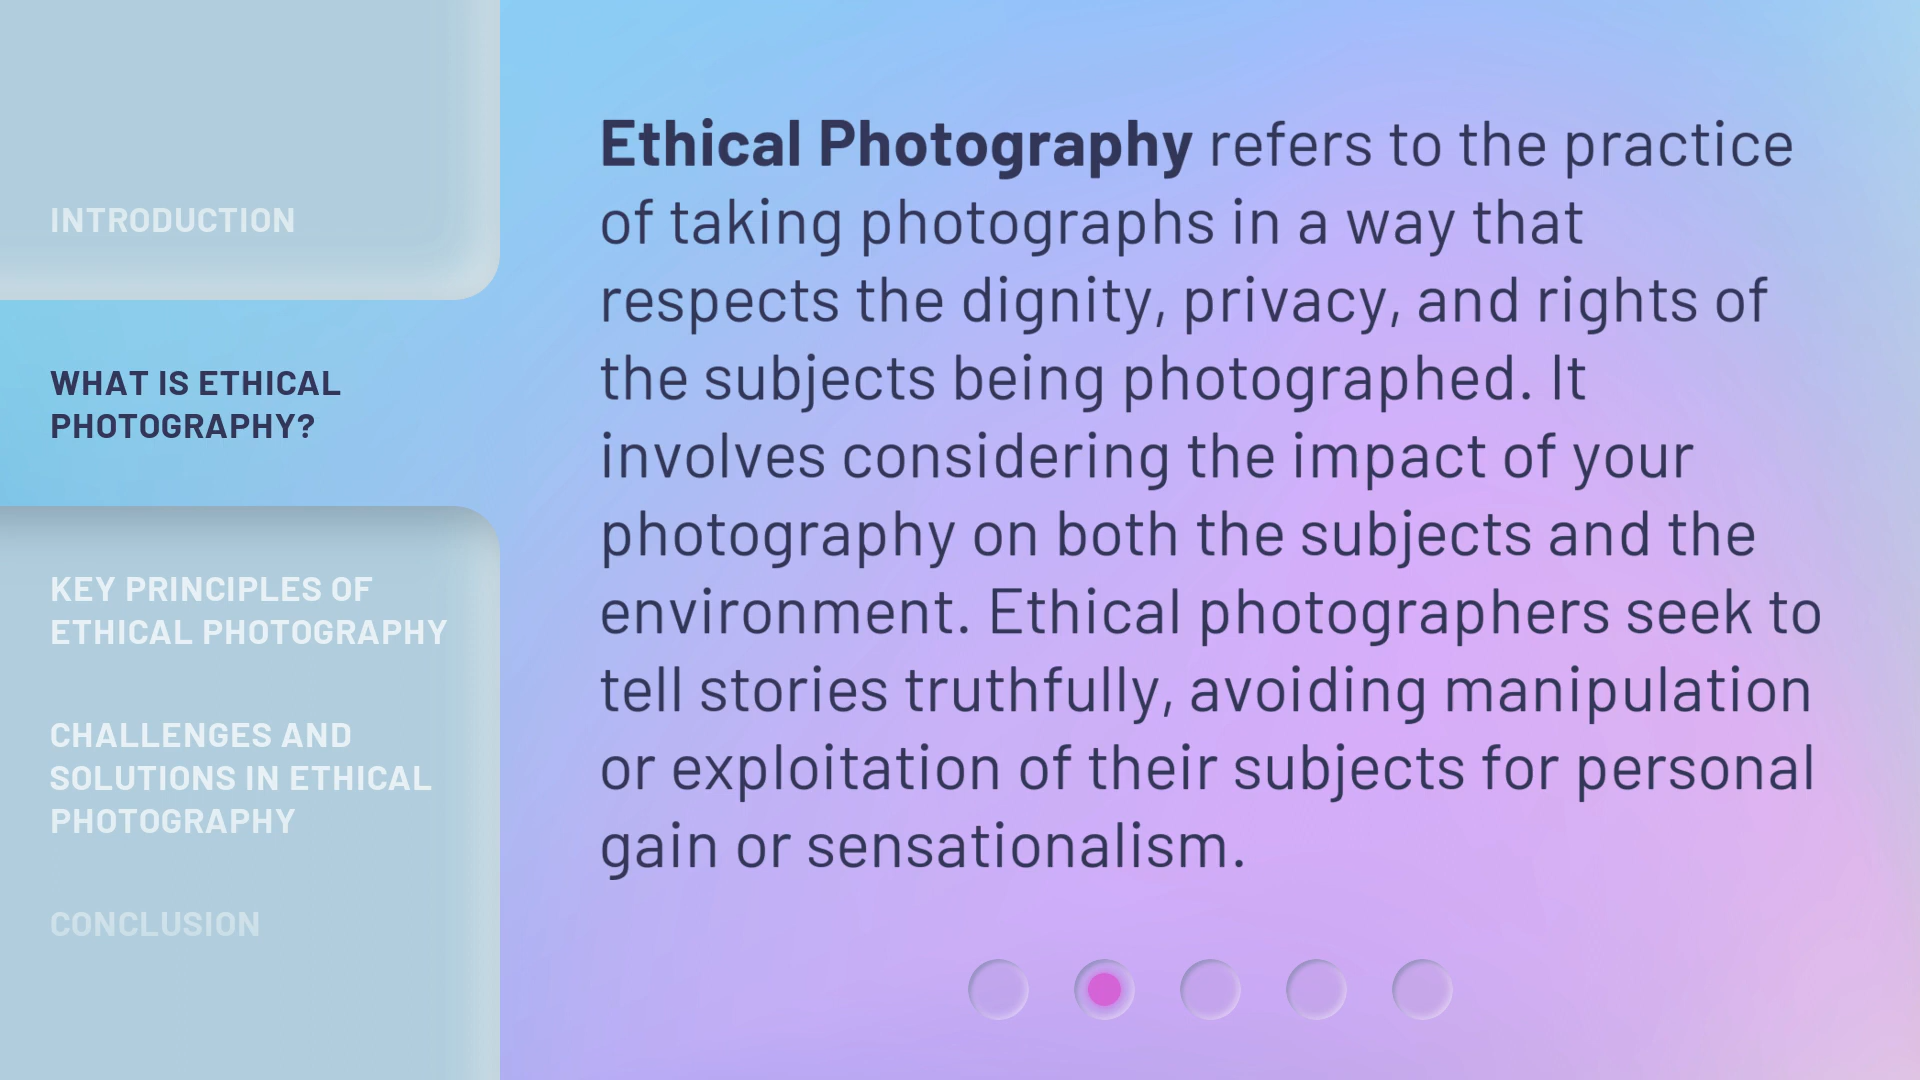 INTRODUCTION
WHAT IS ETHICAL
PHOTOGRAPHY?
KEY PRINCIPLES OF
ETHICAL PHOTOGRAPHY
CHALLENGES AND
SOLUTIONS IN ETHICAL
PHOTOGRAPHY
CONCLUSION
Ethical Photography refers to the practice
of taking photographs in a way that
respects the dignity, privacy, and rights of
the subjects being photographed. It
involves considering the impact of your
photography on both the subjects and the
environment. Ethical photographers seek to
tell stories truthfully, avoiding manipulation
or exploitation of their subjects for personal
gain or sensationalism.